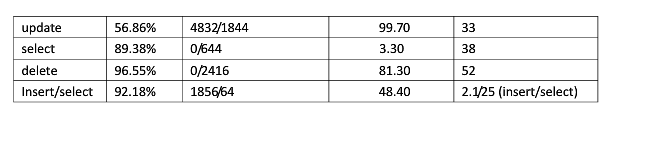 update 56.86% 4832/1844 99.70 33
select 89.38% 0/644 3.30 38
delete 96.55% 0/2416 81.30 52
Insert/select 92.18% 1856/64 48.40 2.1/25 (insert/select)